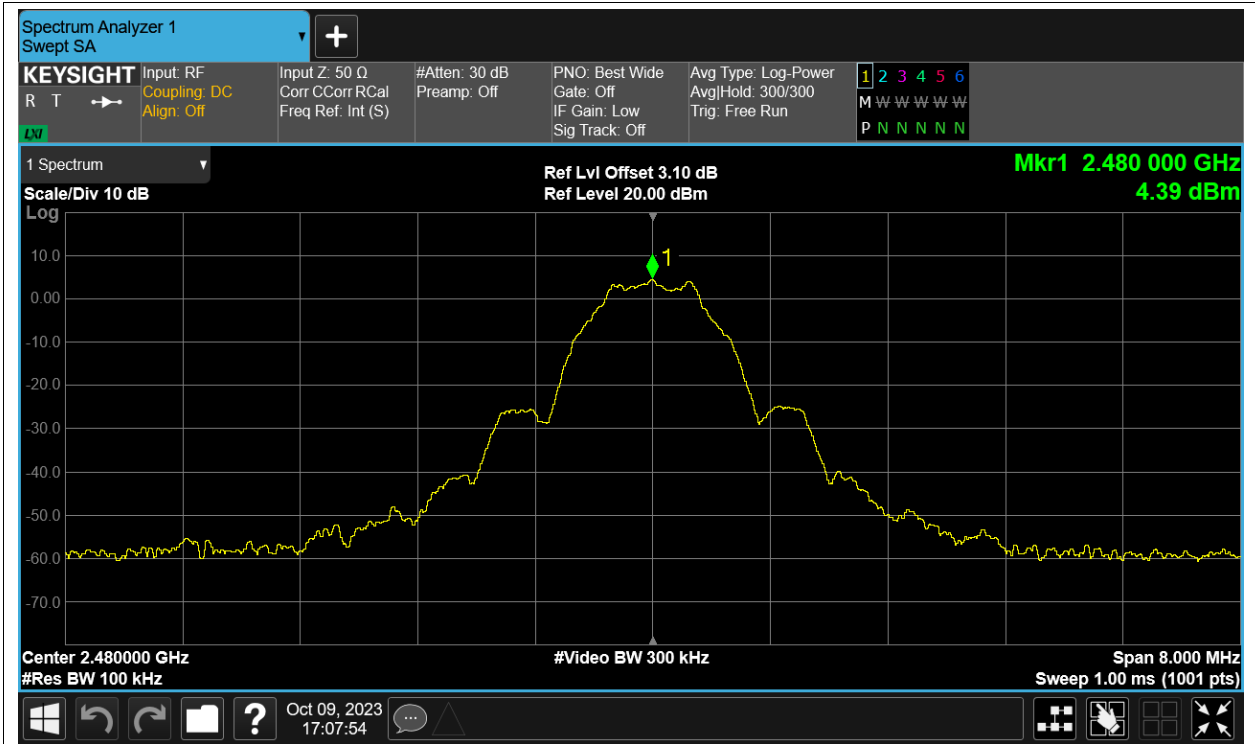 Spectrum Analyzer 1
Swept SA
KEYSIGHT
R T
LXI
Input: RF
Coupling: DC
Align: Off
Input Z: 50 Ω
Corr CCorr RCal
Freq Ref: Int (S)
#Atten: 30 dB
Preamp: Off
PNO: Best Wide
Gate: Off
IF Gain: Low
Sig Track: Off
Avg Type: Log-Power
Avg|Hold: 300/300
Trig: Free Run
1 2 3 4 5 6
M W W W W W
P N N N N N
1 Spectrum
Scale/Div 10 dB
Ref Lvl Offset 3.10 dB
Ref Level 20.00 dBm
Mkr1 2.480 000 GHz
4.39 dBm
Log
10.0
0.00
-10.0
-20.0
-30.0
-40.0
-50.0
-60.0
-70.0
1
Center 2.480000 GHz
#Res BW 100 kHz
#Video BW 300 kHz
Span 8.000 MHz
Sweep 1.00 ms (1001 pts)
?
Oct 09, 2023
17:07:54